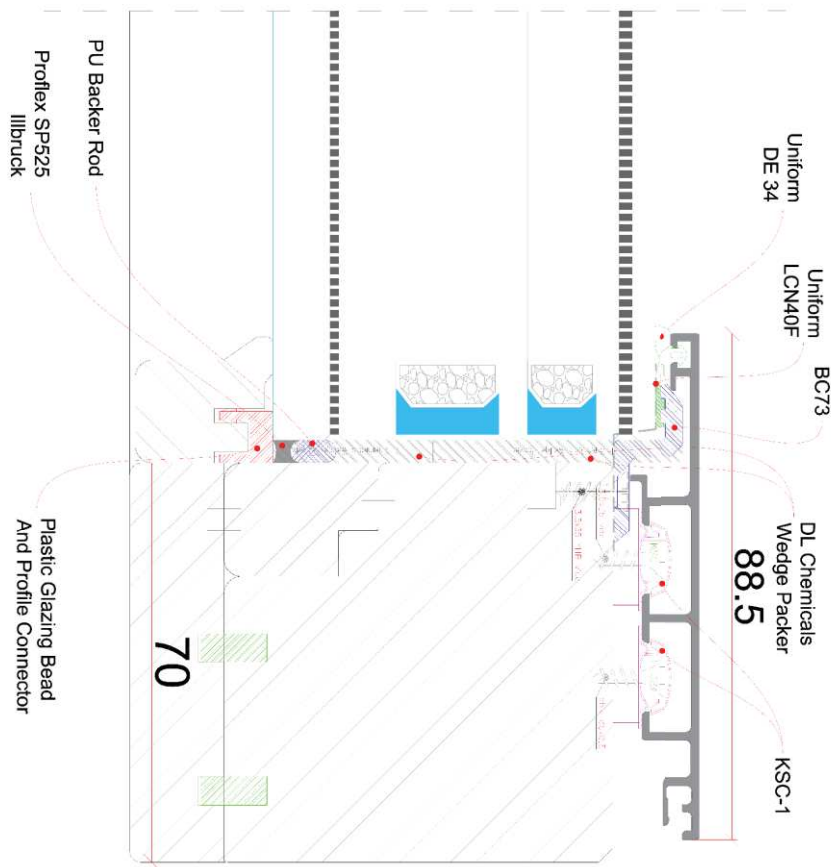 Uniform
DE 34
Uniform
LCN40F
BC73
DL Chemicals
Wedge Packer
88.5
KSC-1
PU Backer Rod
Proflex SP525
Illbruck
Plastic Glazing Bead
And Profile Connector
70